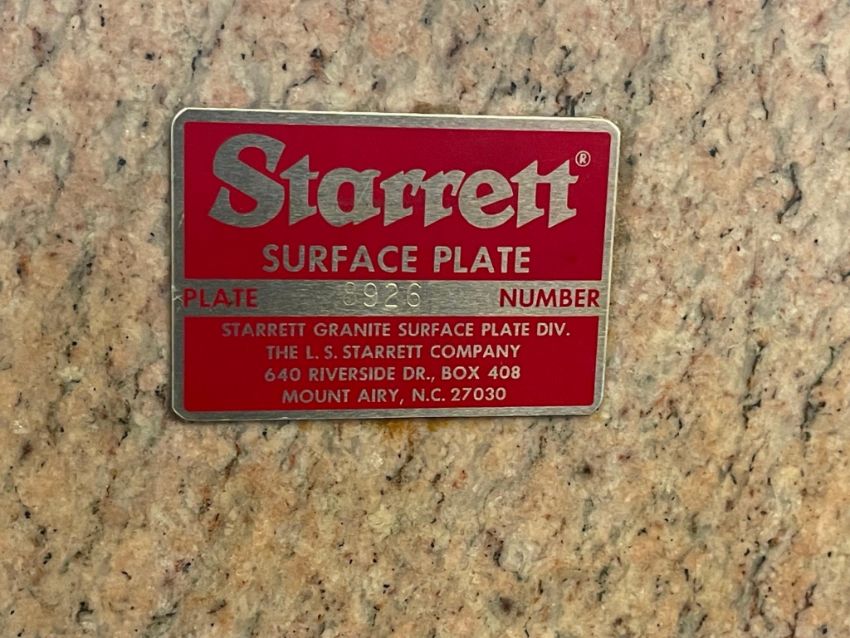 Starrett®
SURFACE PLATE
PLATE 8926 NUMBER
STARRETT GRANITE SURFACE PLATE DIV.
THE L. S. STARRETT COMPANY
640 RIVERSIDE DR., BOX 408
MOUNT AIRY, N.C. 27030